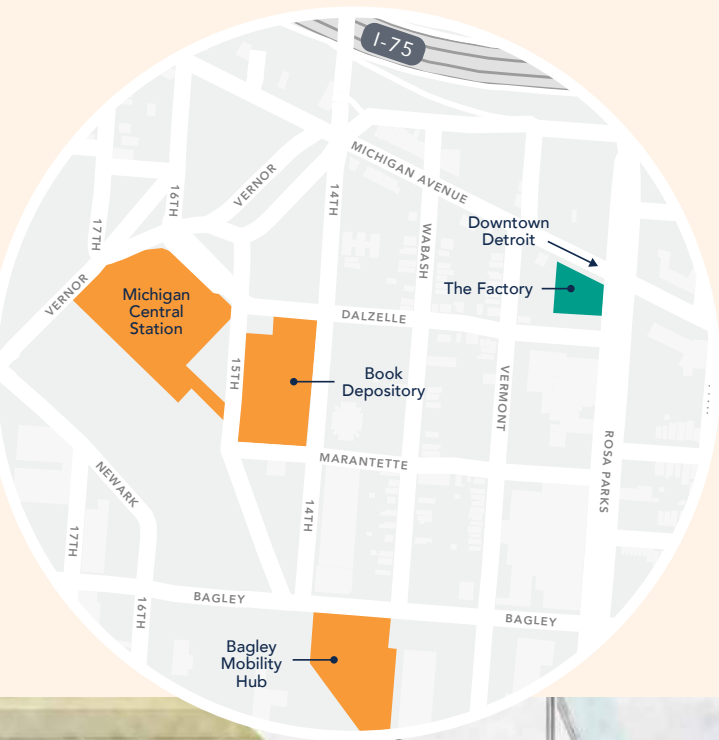 I-75
MICHIGAN AVENUE
VERNOR
14TH
16TH
17TH
WABASH
Downtown
Detroit
The Factory
VERNOR
Michigan
Central
Station
DALZELLE
15TH
Book
Depository
VERMONT
ROSA PARKS
MARANTETTE
NEWARK
14TH
17TH
BAGLEY
16TH
BAGLEY
Bagley
Mobility
Hub